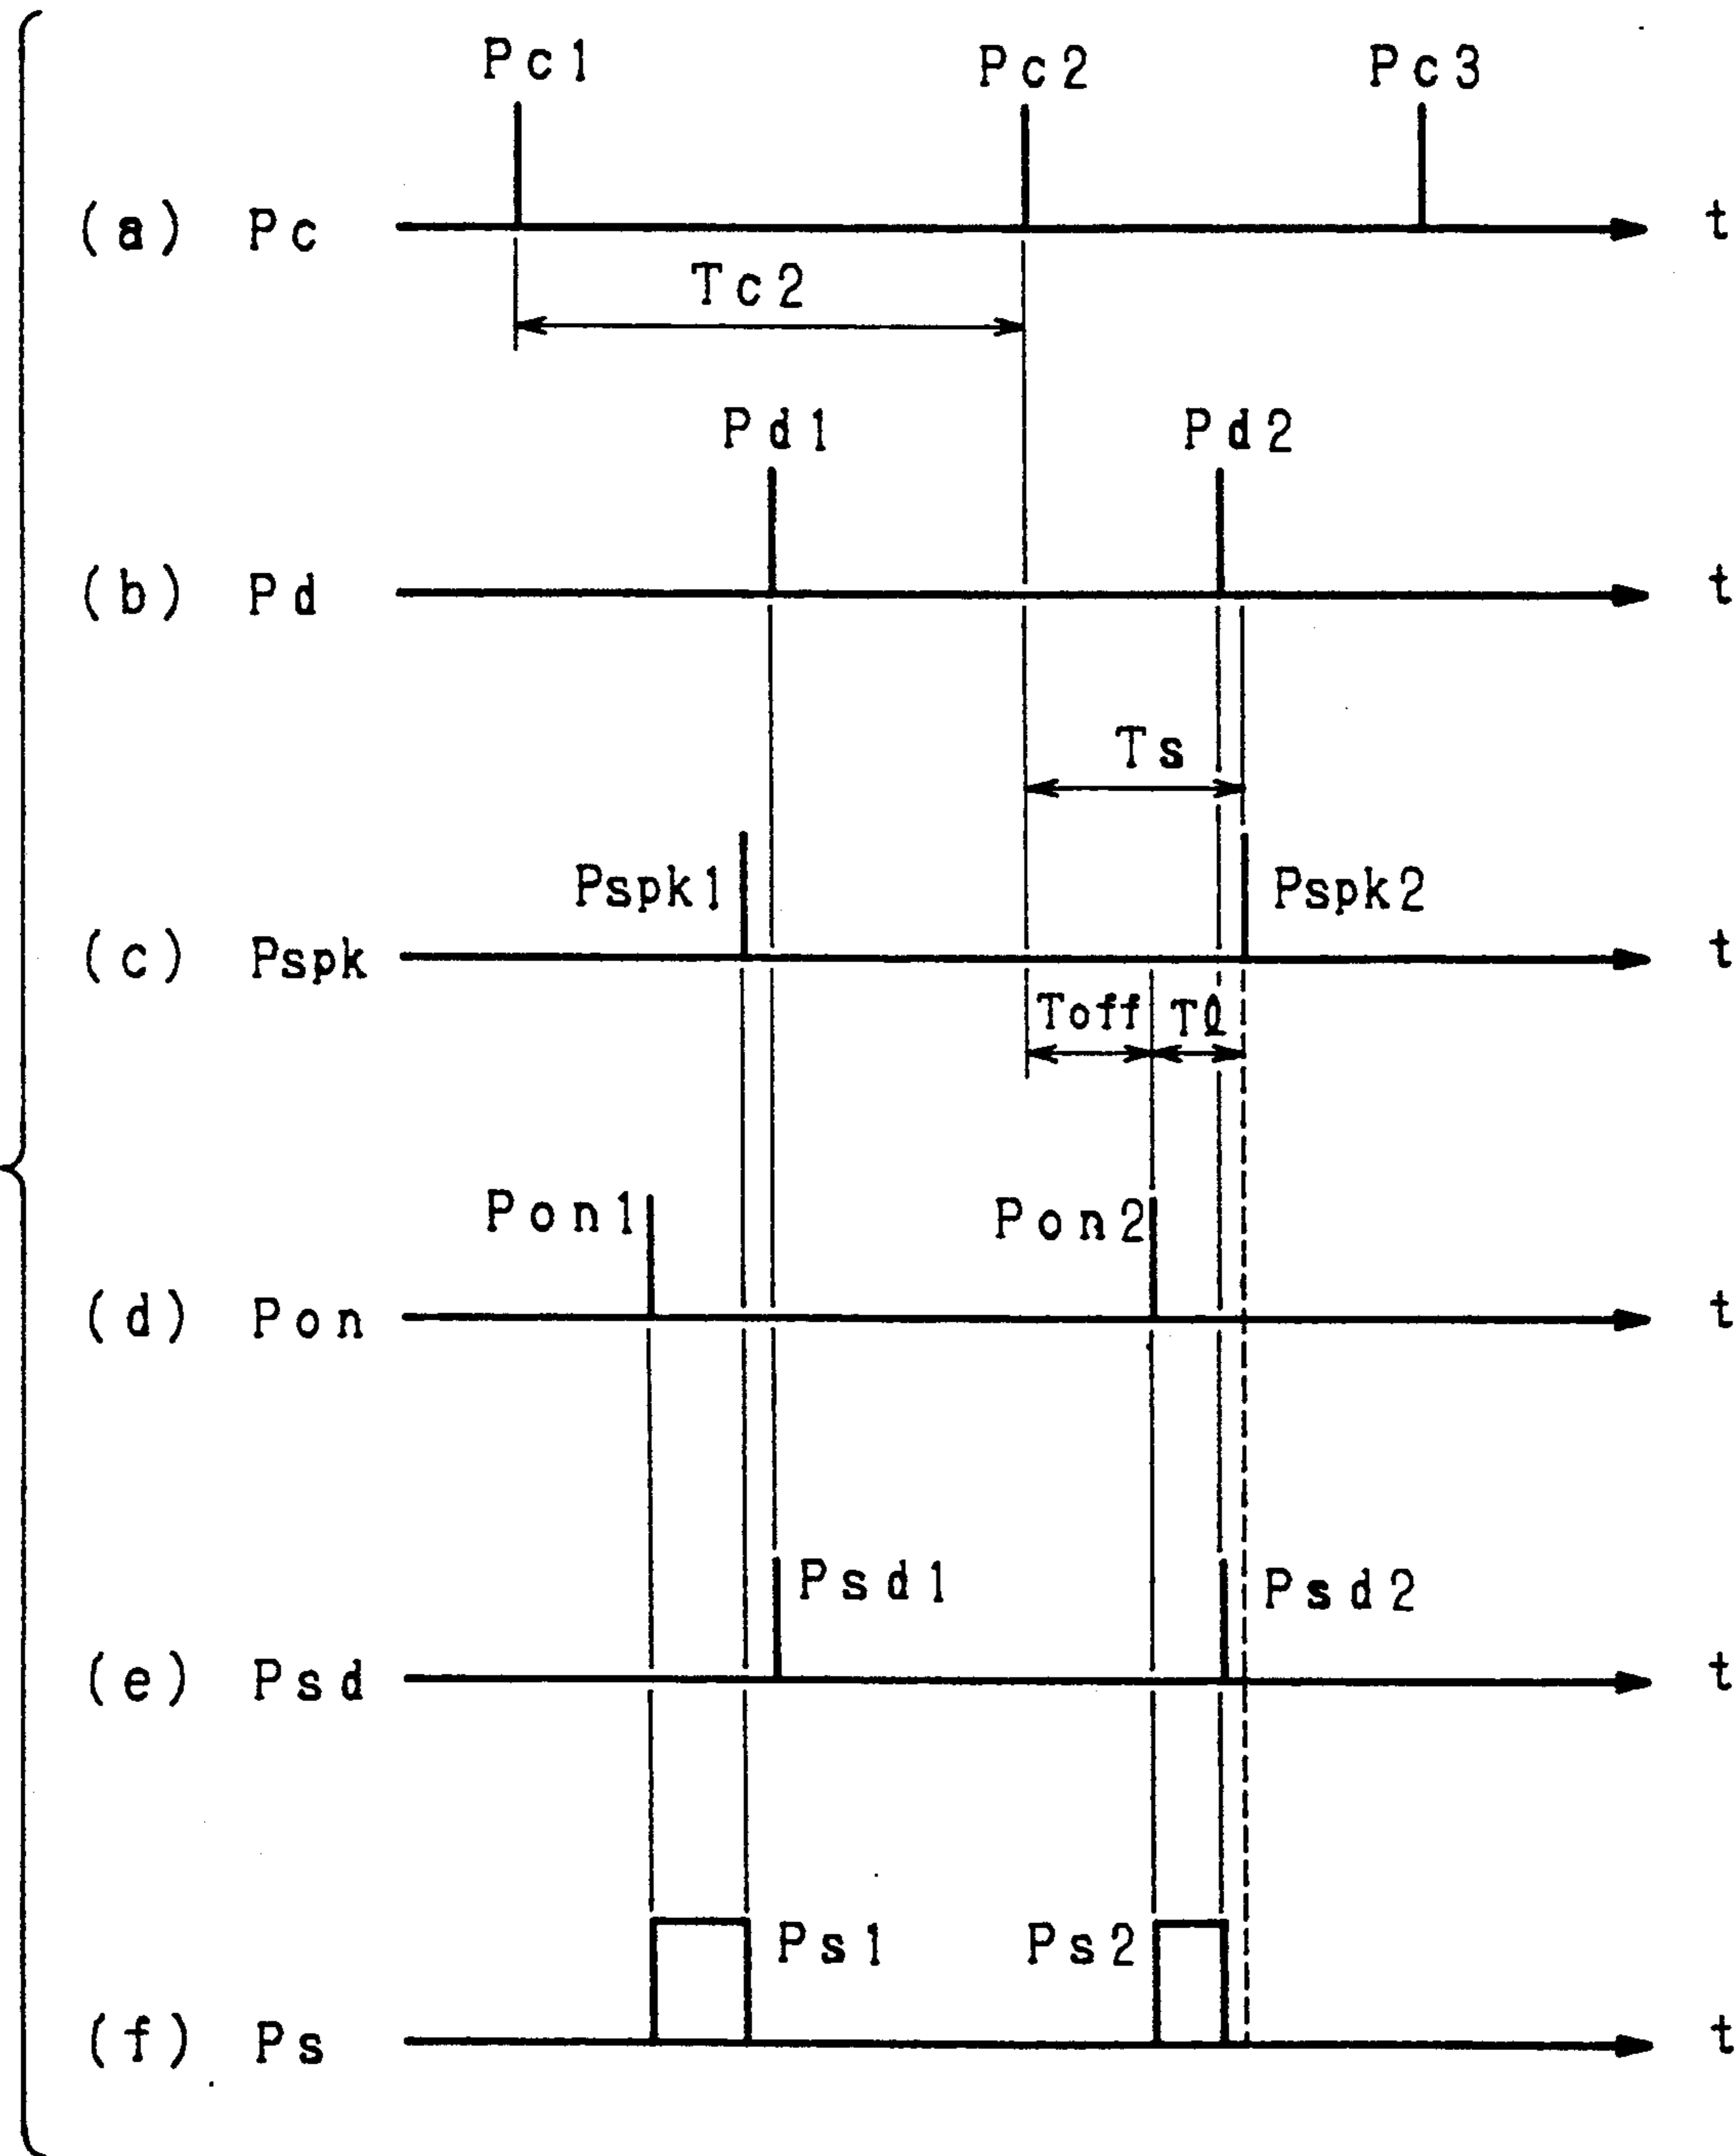 Pc1 Pc2 Pc3
(a) Pc t
Tc2
Pd1 Pd2
(b) Pd t
Ts
Pspk1 Pspk2
(c) Pspk t
Toff Tℓ
Pon1 Pon2
(d) Pon t
Psd1 Psd2
(e) Psd t
Ps1 Ps2
(f) Ps t